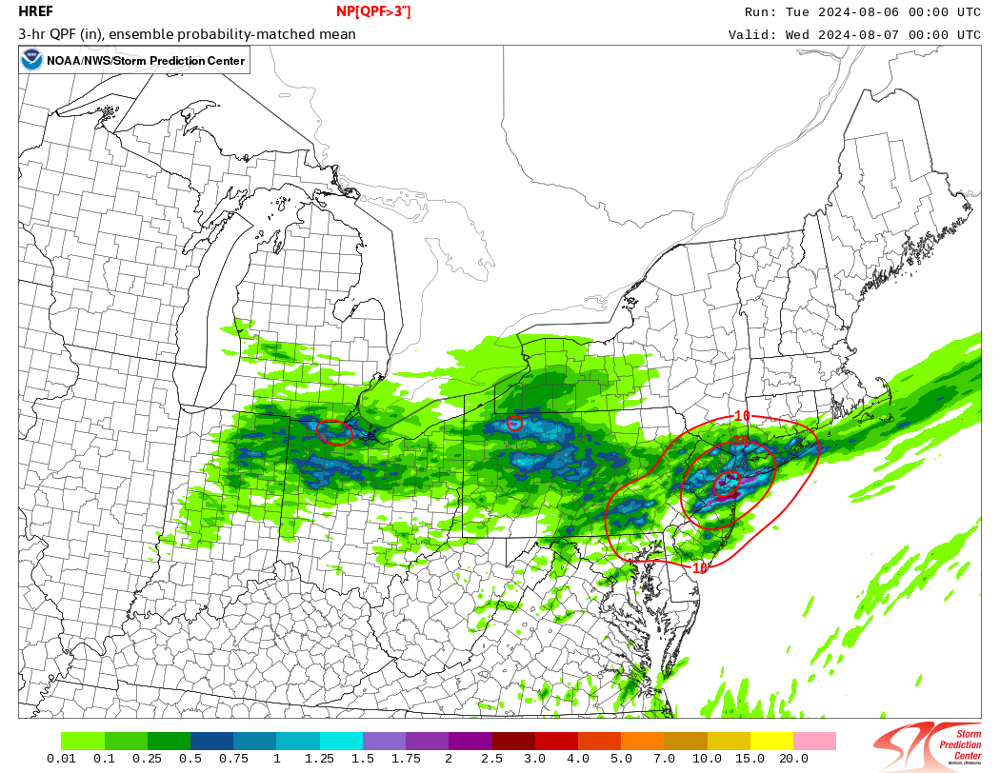 HREF NP[QPF>3"] Run: Tue 2024-08-06 00:00 UTC
3-hr QPF (in), ensemble probability-matched mean Valid: Wed 2024-08-07 00:00 UTC
NOAA/NWS/Storm Prediction Center
10
30
10
0.01 0.1 0.25 0.5 0.75 1 1.25 1.5 1.75 2 2.5 3.0 4.0 5.0 7.0 10.0 15.0 20.0
Storm
Prediction
Center
Norman, Oklahoma